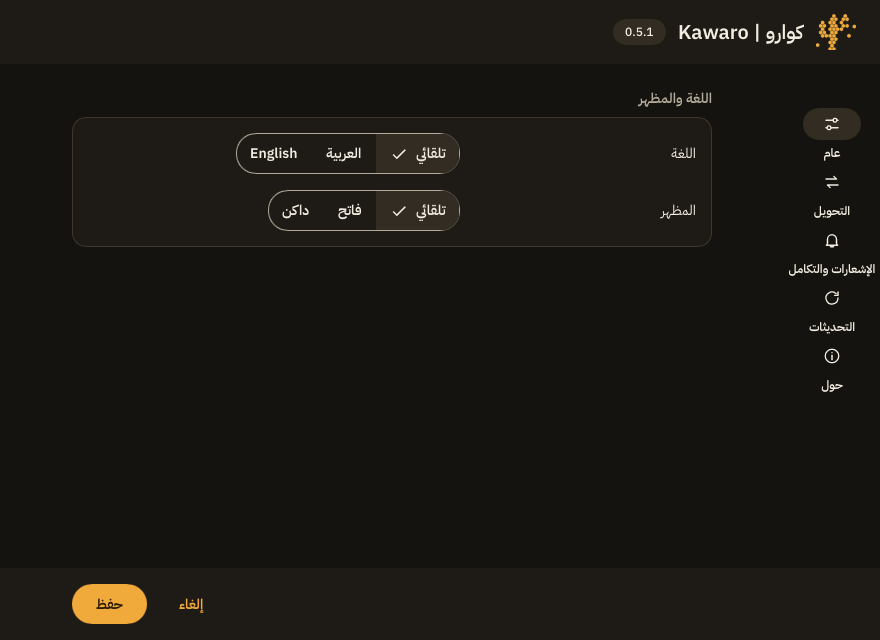 كوارو | Kawaro 0.5.1
عام
التحويل
الإشعارات والتكامل
التحديثات
حول
اللغة والمظهر
اللغة تلقائي العربية English
المظهر تلقائي فاتح داكن
إلغاء حفظ